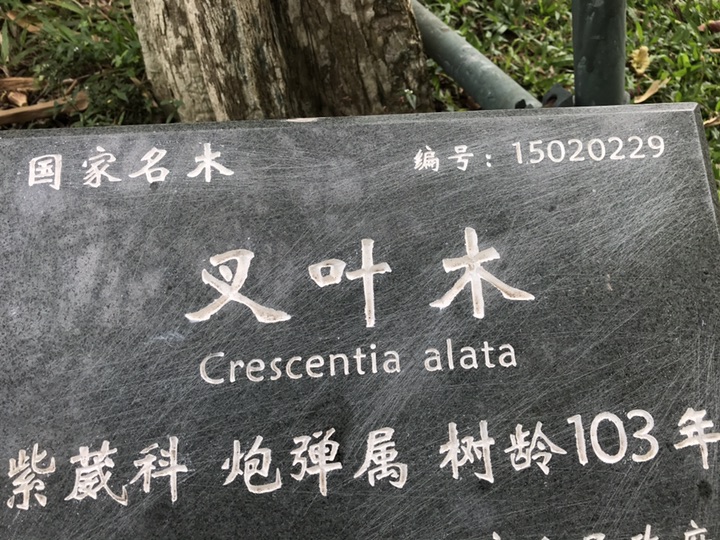 国家名木 编号：15020229
叉叶木
Crescentia alata
紫葳科 炮弹属 树龄103年